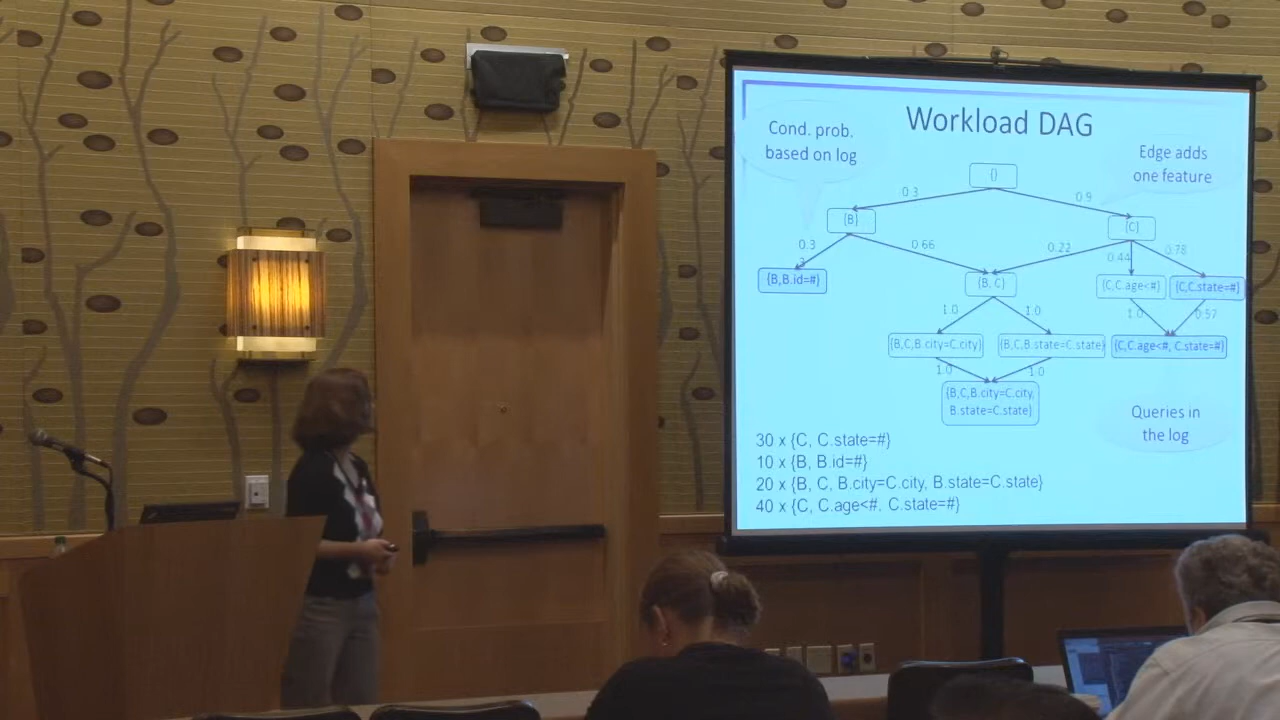 Workload DAG
Cond. prob.
based on log
Edge adds
one feature
{}
0.3
0.9
{B}
{C}
0.3
3
0.66
0.22
0.44
0.78
{B,B.id=#}
{B, C}
{C,C.age<#}
{C,C.state=#}
1.0
1.0
1.0
0.57
{B,C,B.city=C.city}
{B,C,B.state=C.state}
{C,C.age<#, C.state=#}
1.0
1.0
{B,C,B.city=C.city,
B.state=C.state}
Queries in
the log
30 x {C, C.state=#}
10 x {B, B.id=#}
20 x {B, C, B.city=C.city, B.state=C.state}
40 x {C, C.age<#, C.state=#}